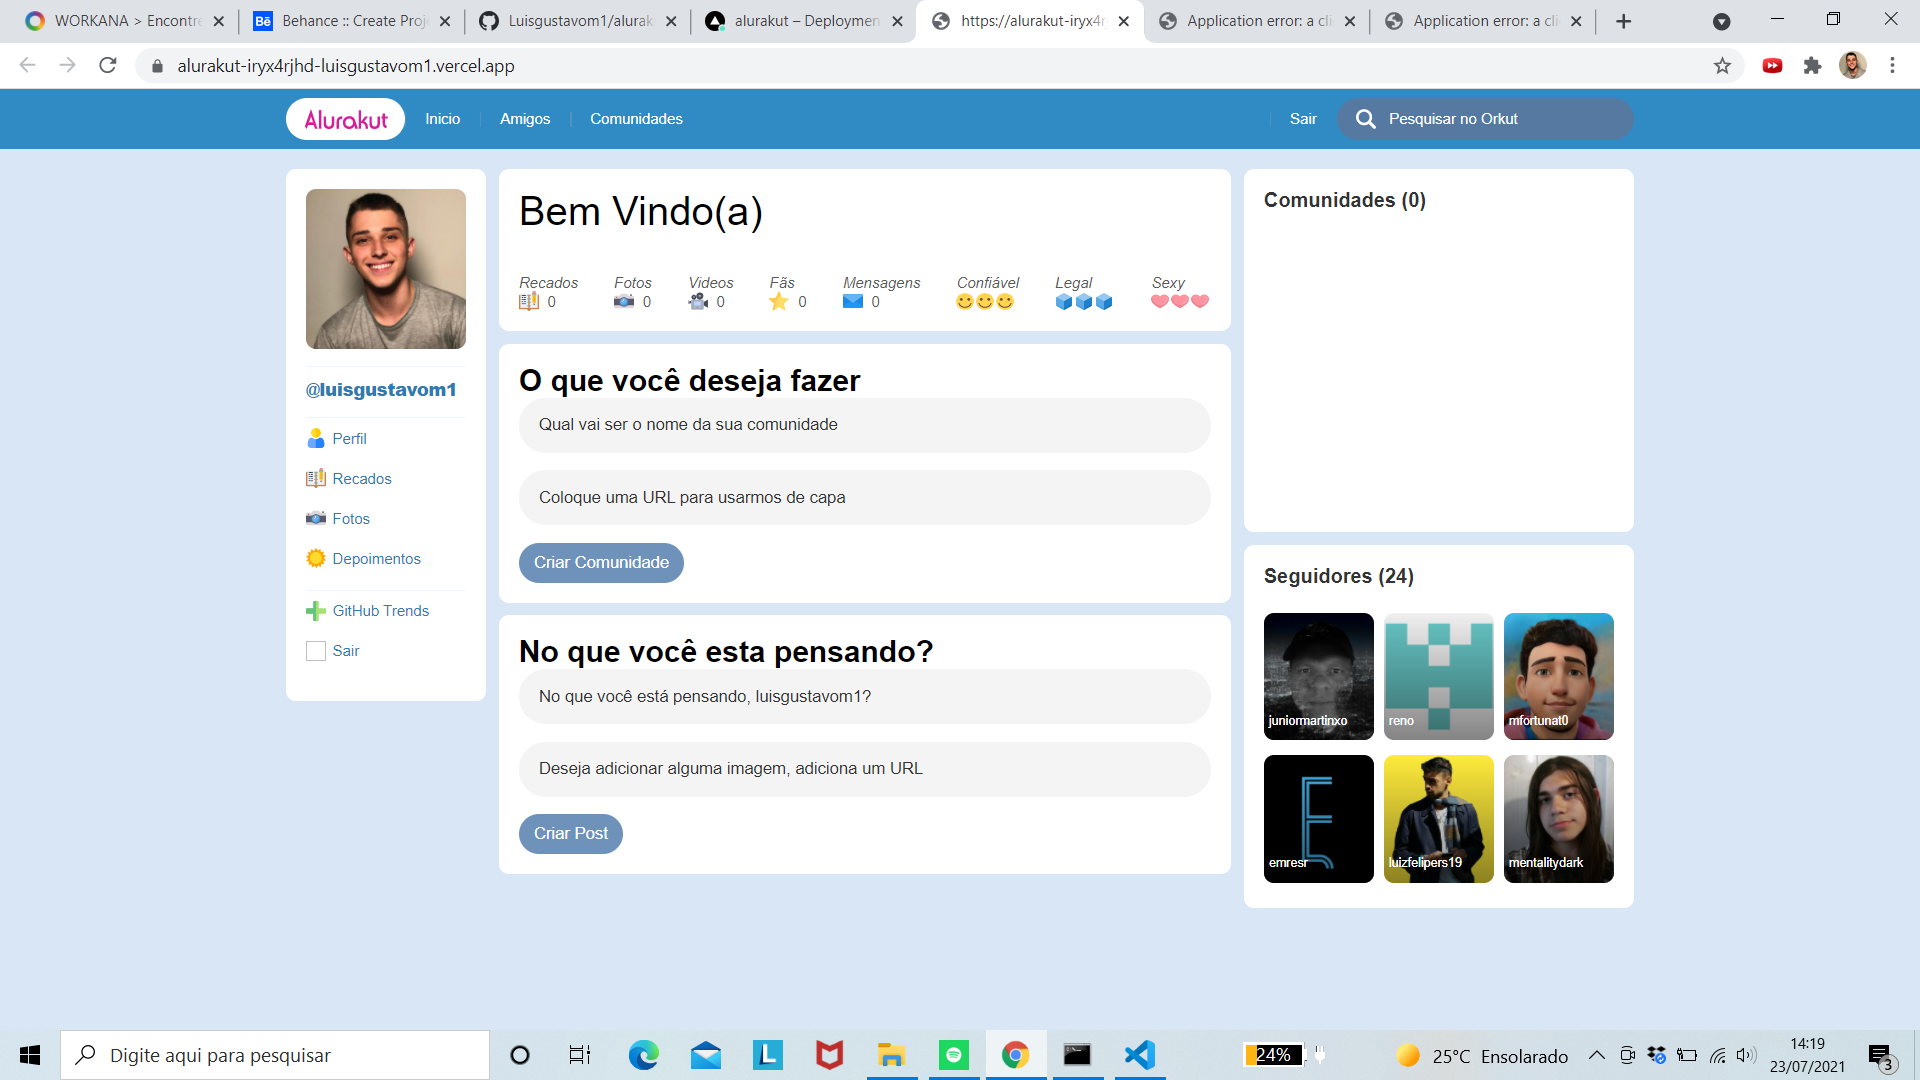 WORKANA > Encontre
Behance :: Create Proje
Luisgustavom1/alurak
alurakut – Deploymen
https://alurakut-iryx4rj
Application error: a cli
Application error: a cli
alurakut-iryx4rjhd-luisgustavom1.vercel.app
Alurakut
Inicio
Amigos
Comunidades
Sair
Pesquisar no Orkut
@luisgustavom1
Perfil
Recados
Fotos
Depoimentos
GitHub Trends
Sair
Bem Vindo(a)
Recados Fotos Videos Fãs Mensagens Confiável Legal Sexy
0 0 0 0 0
O que você deseja fazer
Qual vai ser o nome da sua comunidade
Coloque uma URL para usarmos de capa
Criar Comunidade
No que você esta pensando?
No que você está pensando, luisgustavom1?
Deseja adicionar alguma imagem, adiciona um URL
Criar Post
Comunidades (0)
Seguidores (24)
juniormartinxo
reno
mfortunat0
emresr
luizfelipers19
mentalitydark
Digite aqui para pesquisar
24%
25°C Ensolarado
14:19
23/07/2021
3